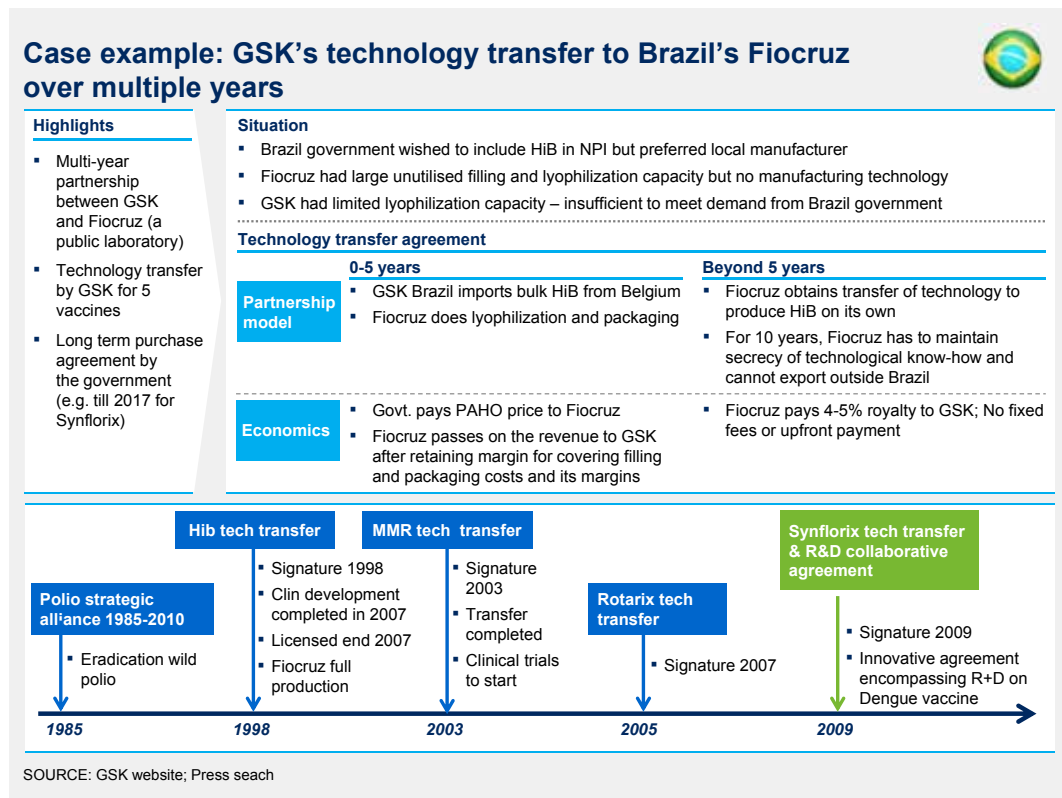 Case example: GSK's technology transfer to Brazil's Fiocruz
over multiple years
Highlights
▪ Multi-year
partnership
between GSK
and Fiocruz (a
public laboratory)
▪ Technology transfer
by GSK for 5
vaccines
▪ Long term purchase
agreement by
the government
(e.g. till 2017 for
Synflorix)
Situation
▪ Brazil government wished to include HiB in NPI but preferred local manufacturer
▪ Fiocruz had large unutilised filling and lyophilization capacity but no manufacturing technology
▪ GSK had limited lyophilization capacity – insufficient to meet demand from Brazil government
Technology transfer agreement
0-5 years
Beyond 5 years
Partnership
model
▪ GSK Brazil imports bulk HiB from Belgium
▪ Fiocruz does lyophilization and packaging
▪ Fiocruz obtains transfer of technology to
produce HiB on its own
▪ For 10 years, Fiocruz has to maintain
secrecy of technological know-how and
cannot export outside Brazil
Economics
▪ Govt. pays PAHO price to Fiocruz
▪ Fiocruz passes on the revenue to GSK
after retaining margin for covering filling
and packaging costs and its margins
▪ Fiocruz pays 4-5% royalty to GSK; No fixed
fees or upfront payment
Polio strategic
alliance 1985-2010
▪ Eradication wild
polio
Hib tech transfer
▪ Signature 1998
▪ Clin development
completed in 2007
▪ Licensed end 2007
▪ Fiocruz full
production
MMR tech transfer
▪ Signature
2003
▪ Transfer
completed
▪ Clinical trials
to start
Rotarix tech
transfer
▪ Signature 2007
Synflorix tech transfer
& R&D collaborative
agreement
▪ Signature 2009
▪ Innovative agreement
encompassing R+D on
Dengue vaccine
1985
1998
2003
2005
2009
SOURCE: GSK website; Press seach